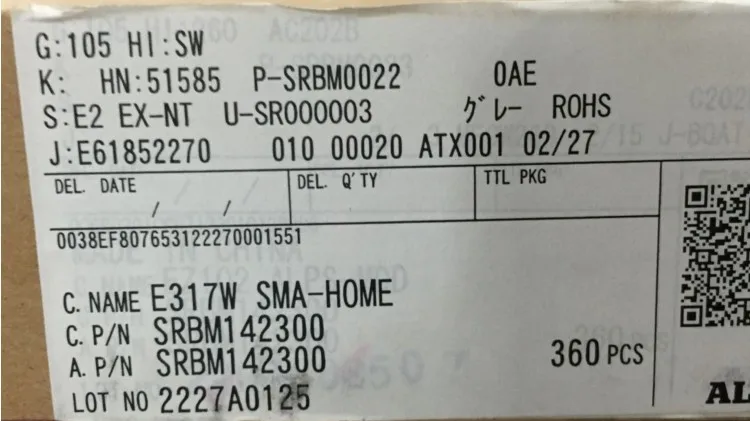 G:105 HI:SW
K: HN:51585 P-SRBM0022 0AE
S:E2 EX-NT U-SR000003 ｸﾞﾚｰ ROHS
J:E61852270 010 00020 ATX001 02/27
DEL. DATE DEL. Q'TY TTL PKG
/ /
0038EF807653122270001551
C. NAME E317W SMA-HOME
C. P/N SRBM142300
A. P/N SRBM142300 360 PCS
LOT NO 2227A0125
AL